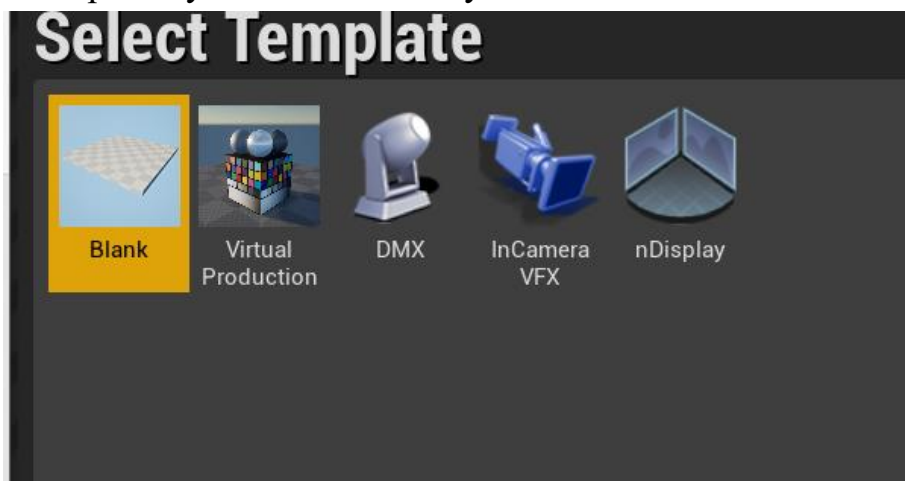 Select Template
Blank
Virtual
Production
DMX
InCamera
VFX
nDisplay